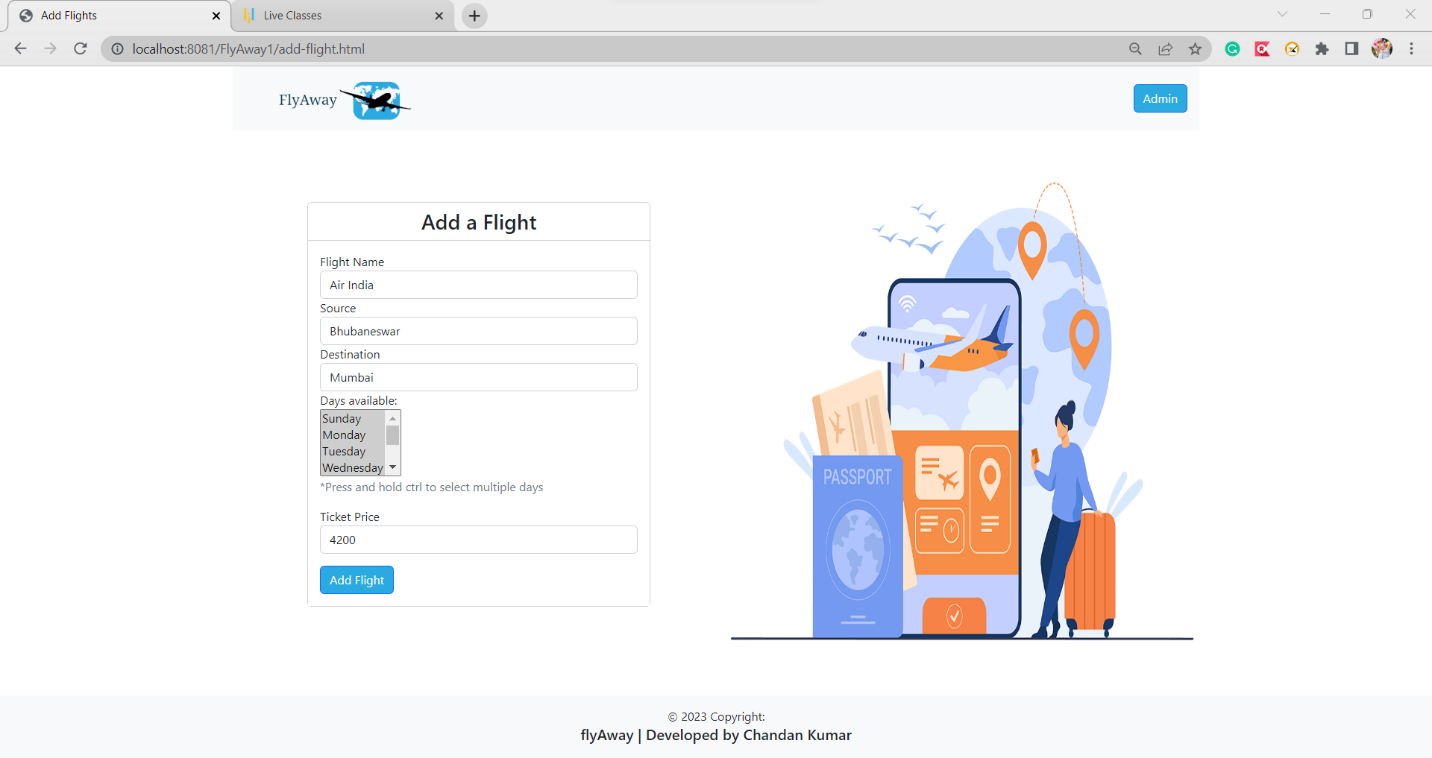 Add Flights
Live Classes
localhost:8081/FlyAway1/add-flight.html
FlyAway
Admin
Add a Flight
Flight Name
Air India
Source
Bhubaneswar
Destination
Mumbai
Days available:
Sunday
Monday
Tuesday
Wednesday
*Press and hold ctrl to select multiple days
Ticket Price
4200
Add Flight
PASSPORT
© 2023 Copyright:
flyAway | Developed by Chandan Kumar